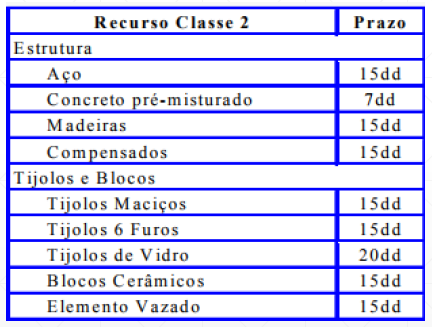 Recurso Classe 2 Prazo
Estrutura
Aço 15dd
Concreto pré-misturado 7dd
Madeiras 15dd
Compensados 15dd
Tijolos e Blocos
Tijolos Maciços 15dd
Tijolos 6 Furos 15dd
Tijolos de Vidro 20dd
Blocos Cerâmicos 15dd
Elemento Vazado 15dd